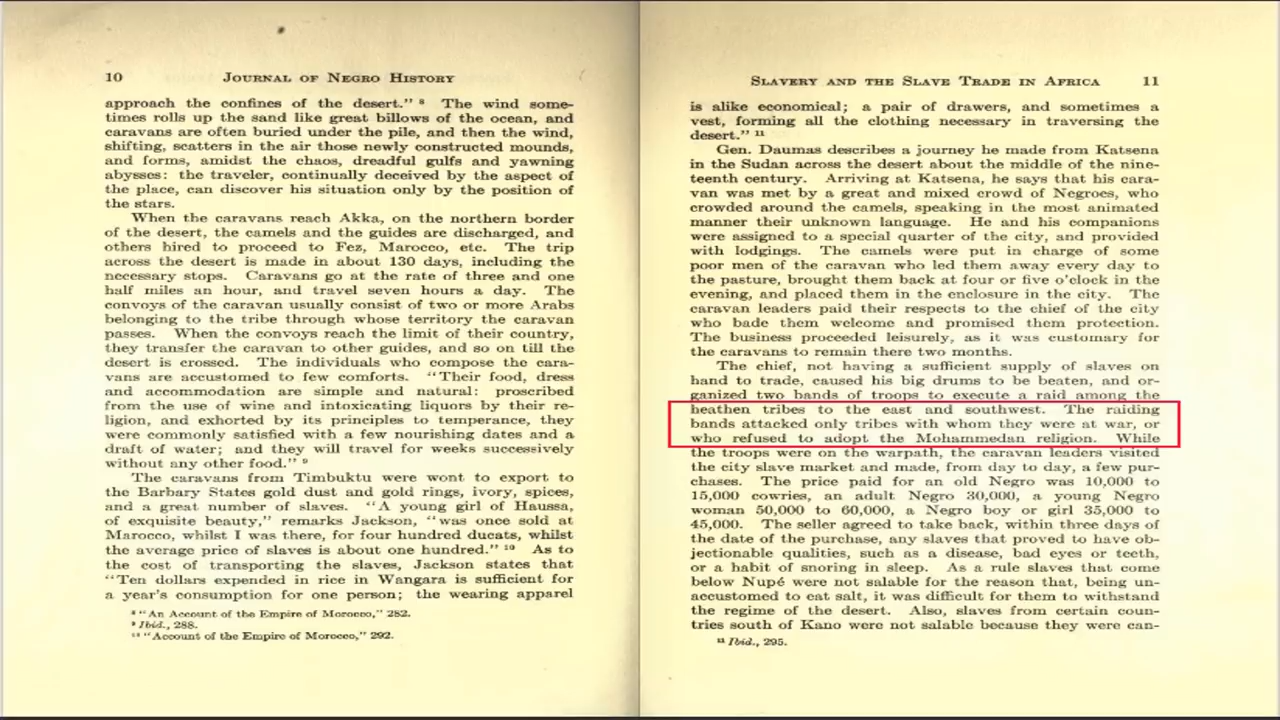 10 JOURNAL OF NEGRO HISTORY
approach the confines of the desert." ⁸ The wind some-
times rolls up the sand like great billows of the ocean, and
caravans are often buried under the pile, and then the wind,
shifting, scatters in the air those newly constructed mounds,
and forms, amidst the chaos, dreadful gulfs and yawning
abysses: the traveler, continually deceived by the aspect of
the place, can discover his situation only by the position of
the stars.
When the caravans reach Akka, on the northern border
of the desert, the camels and the guides are discharged, and
others hired to proceed to Fez, Marocco, etc. The trip
across the desert is made in about 130 days, including the
necessary stops. Caravans go at the rate of three and one
half miles an hour, and travel seven hours a day. The
convoys of the caravan usually consist of two or more Arabs
belonging to the tribe through whose territory the caravan
passes. When the convoys reach the limit of their country,
they transfer the caravan to other guides, and so on till the
desert is crossed. The individuals who compose the cara-
vans are accustomed to few comforts. "Their food, dress
and accommodation are simple and natural: proscribed
from the use of wine and intoxicating liquors by their re-
ligion, and exhorted by its principles to temperance, they
were commonly satisfied with a few nourishing dates and a
draft of water; and they will travel for weeks successively
without any other food." ⁹
The caravans from Timbuktu were wont to export to
the Barbary States gold dust and gold rings, ivory, spices,
and a great number of slaves. "A young girl of Haussa,
of exquisite beauty," remarks Jackson, "was once sold at
Marocco, whilst I was there, for four hundred ducats, whilst
the average price of slaves is about one hundred." ¹⁰ As to
the cost of transporting the slaves, Jackson states that
"Ten dollars expended in rice in Wangara is sufficient for
a year's consumption for one person; the wearing apparel
⁸ "An Account of the Empire of Morocco," 282.
⁹ Ibid., 288.
¹⁰ "Account of the Empire of Morocco," 292.
SLAVERY AND THE SLAVE TRADE IN AFRICA 11
is alike economical; a pair of drawers, and sometimes a
vest, forming all the clothing necessary in traversing the
desert." ¹¹
Gen. Daumas describes a journey he made from Katsena
in the Sudan across the desert about the middle of the nine-
teenth century. Arriving at Katsena, he says that his cara-
van was met by a great and mixed crowd of Negroes, who
crowded around the camels, speaking in the most animated
manner their unknown language. He and his companions
were assigned to a special quarter of the city, and provided
with lodgings. The camels were put in charge of some
poor men of the caravan who led them away every day to
the pasture, brought them back at four or five o'clock in the
evening, and placed them in the enclosure in the city. The
caravan leaders paid their respects to the chief of the city
who bade them welcome and promised them protection.
The business proceeded leisurely, as it was customary for
the caravans to remain there two months.
The chief, not having a sufficient supply of slaves on
hand to trade, caused his big drums to be beaten, and or-
ganized two bands of troops to execute a raid among the
heathen tribes to the east and southwest. The raiding
bands attacked only tribes with whom they were at war, or
who refused to adopt the Mohammedan religion. While
the troops were on the warpath, the caravan leaders visited
the city slave market and made, from day to day, a few pur-
chases. The price paid for an old Negro was 10,000 to
15,000 cowries, an adult Negro 30,000, a young Negro
woman 50,000 to 60,000, a Negro boy or girl 35,000 to
45,000. The seller agreed to take back, within three days of
the date of the purchase, any slaves that proved to have ob-
jectionable qualities, such as a disease, bad eyes or teeth,
or a habit of snoring in sleep. As a rule slaves that come
below Nupé were not salable for the reason that, being un-
accustomed to eat salt, it was difficult for them to withstand
the regime of the desert. Also, slaves from certain coun-
tries south of Kano were not salable because they were can-
¹¹ Ibid., 295.